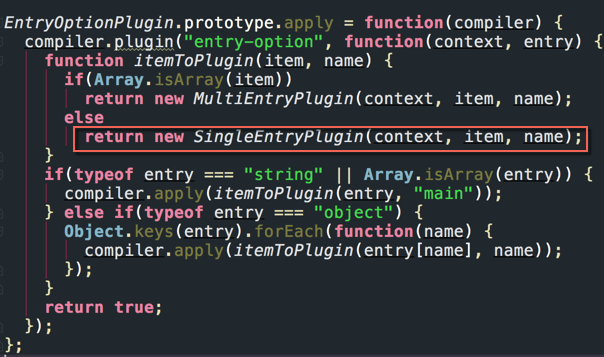 EntryOptionPlugin.prototype.apply = function(compiler) {
  compiler.plugin("entry-option", function(context, entry) {
    function itemToPlugin(item, name) {
      if(Array.isArray(item))
        return new MultiEntryPlugin(context, item, name);
      else
        return new SingleEntryPlugin(context, item, name);
    }
    if(typeof entry === "string" || Array.isArray(entry)) {
      compiler.apply(itemToPlugin(entry, "main"));
    } else if(typeof entry === "object") {
      Object.keys(entry).forEach(function(name) {
        compiler.apply(itemToPlugin(entry[name], name));
      });
    }
    return true;
  });
};